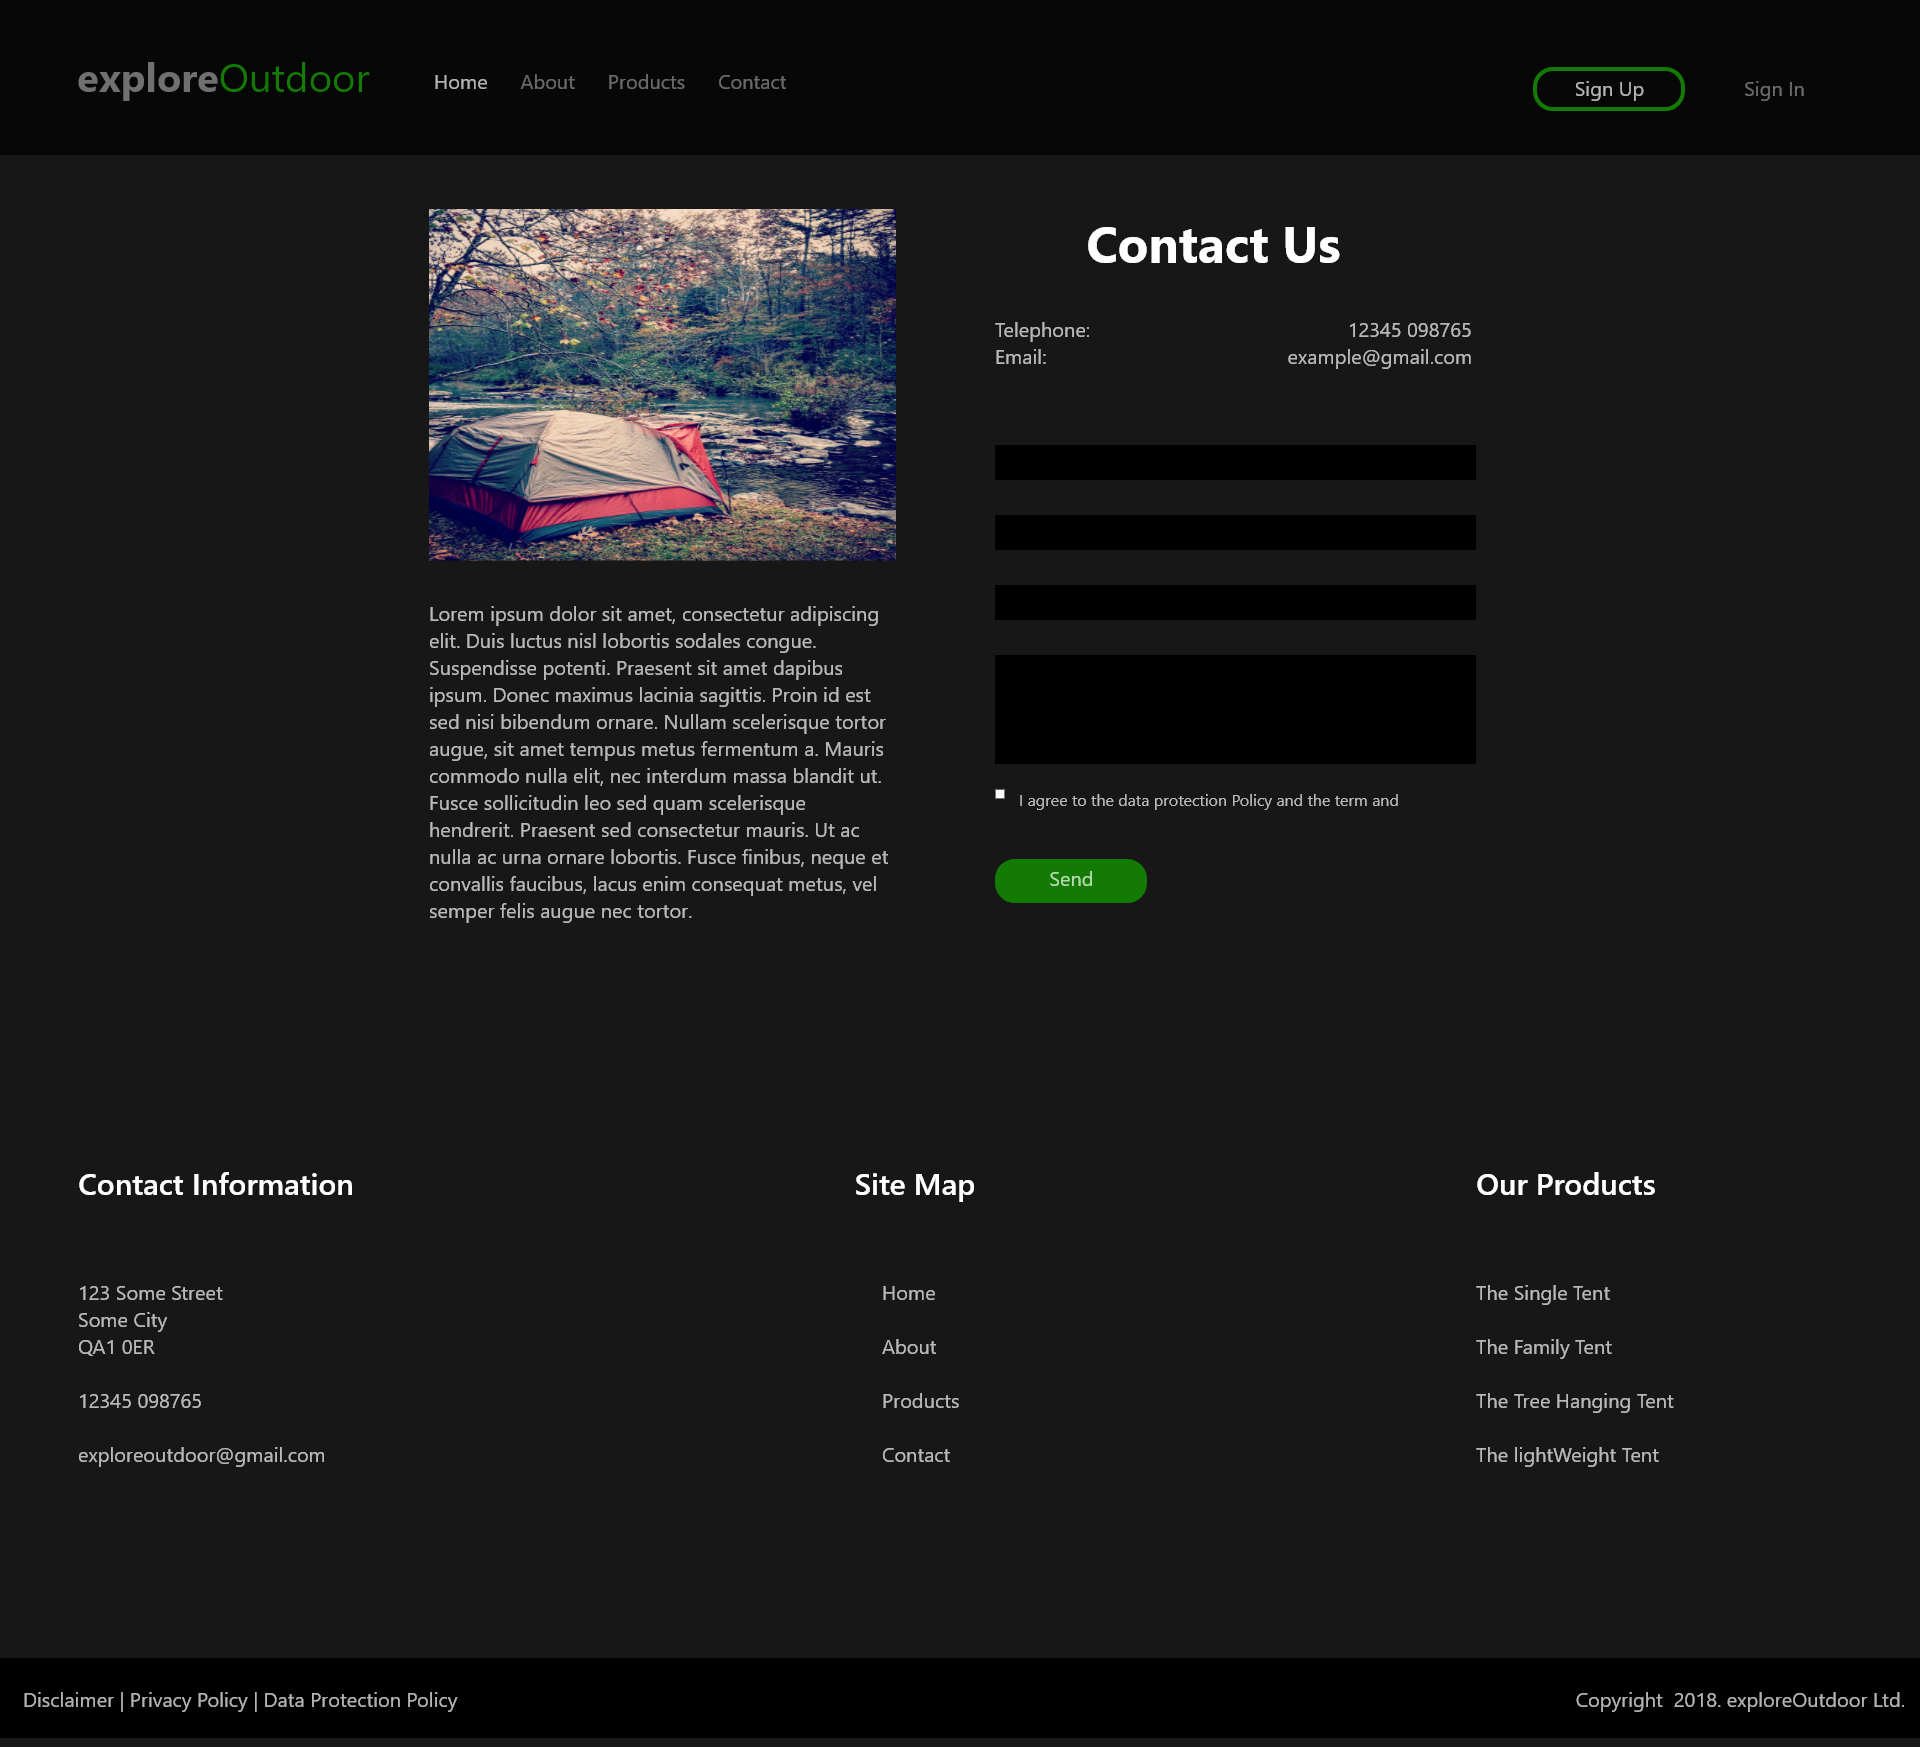 exploreOutdoor
Home About Products Contact
Sign Up Sign In
Contact Us
Telephone: 12345 098765
Email: example@gmail.com
Lorem ipsum dolor sit amet, consectetur adipiscing
elit. Duis luctus nisl lobortis sodales congue.
Suspendisse potenti. Praesent sit amet dapibus
ipsum. Donec maximus lacinia sagittis. Proin id est
sed nisi bibendum ornare. Nullam scelerisque tortor
augue, sit amet tempus metus fermentum a. Mauris
commodo nulla elit, nec interdum massa blandit ut.
Fusce sollicitudin leo sed quam scelerisque
hendrerit. Praesent sed consectetur mauris. Ut ac
nulla ac urna ornare lobortis. Fusce finibus, neque et
convallis faucibus, lacus enim consequat metus, vel
semper felis augue nec tortor.
I agree to the data protection Policy and the term and
Send
Contact Information
123 Some Street
Some City
QA1 0ER
12345 098765
exploreoutdoor@gmail.com
Site Map
Home
About
Products
Contact
Our Products
The Single Tent
The Family Tent
The Tree Hanging Tent
The lightWeight Tent
Disclaimer | Privacy Policy | Data Protection Policy
Copyright 2018. exploreOutdoor Ltd.